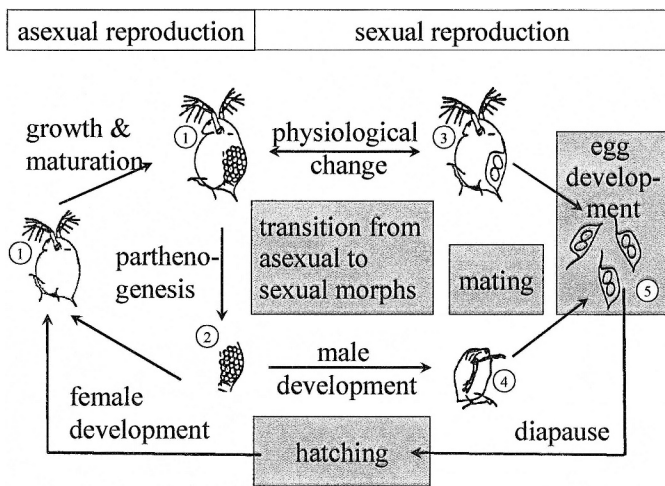 asexual reproduction
sexual reproduction
growth &
maturation
1
physiological
change
3
egg
develop-
ment
1
partheno-
genesis
transition from
asexual to
sexual morphs
mating
5
2
male
development
4
female
development
diapause
hatching